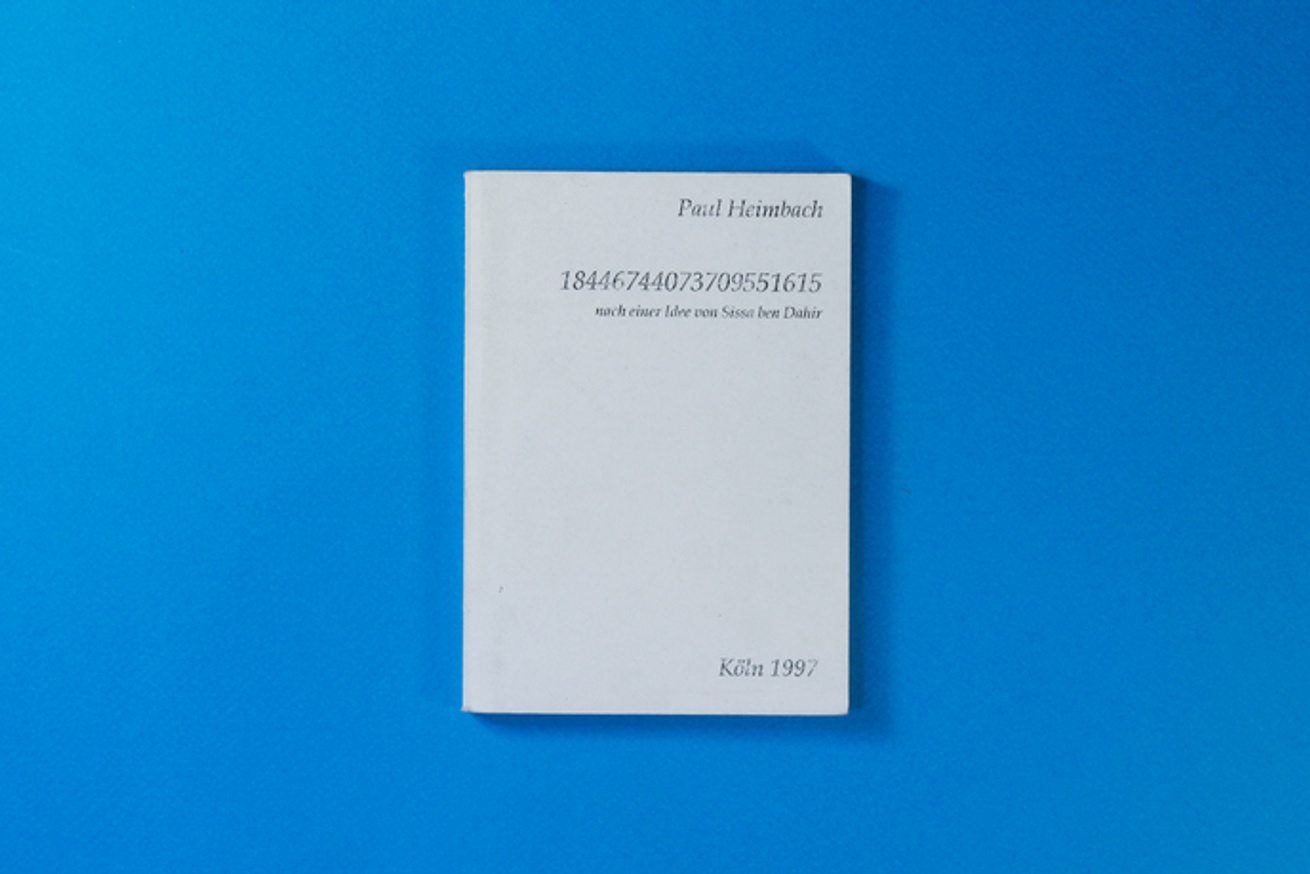 Paul Heimbach
18446744073709551615
nach einer Idee von Sissa ben Dahir
Köln 1997